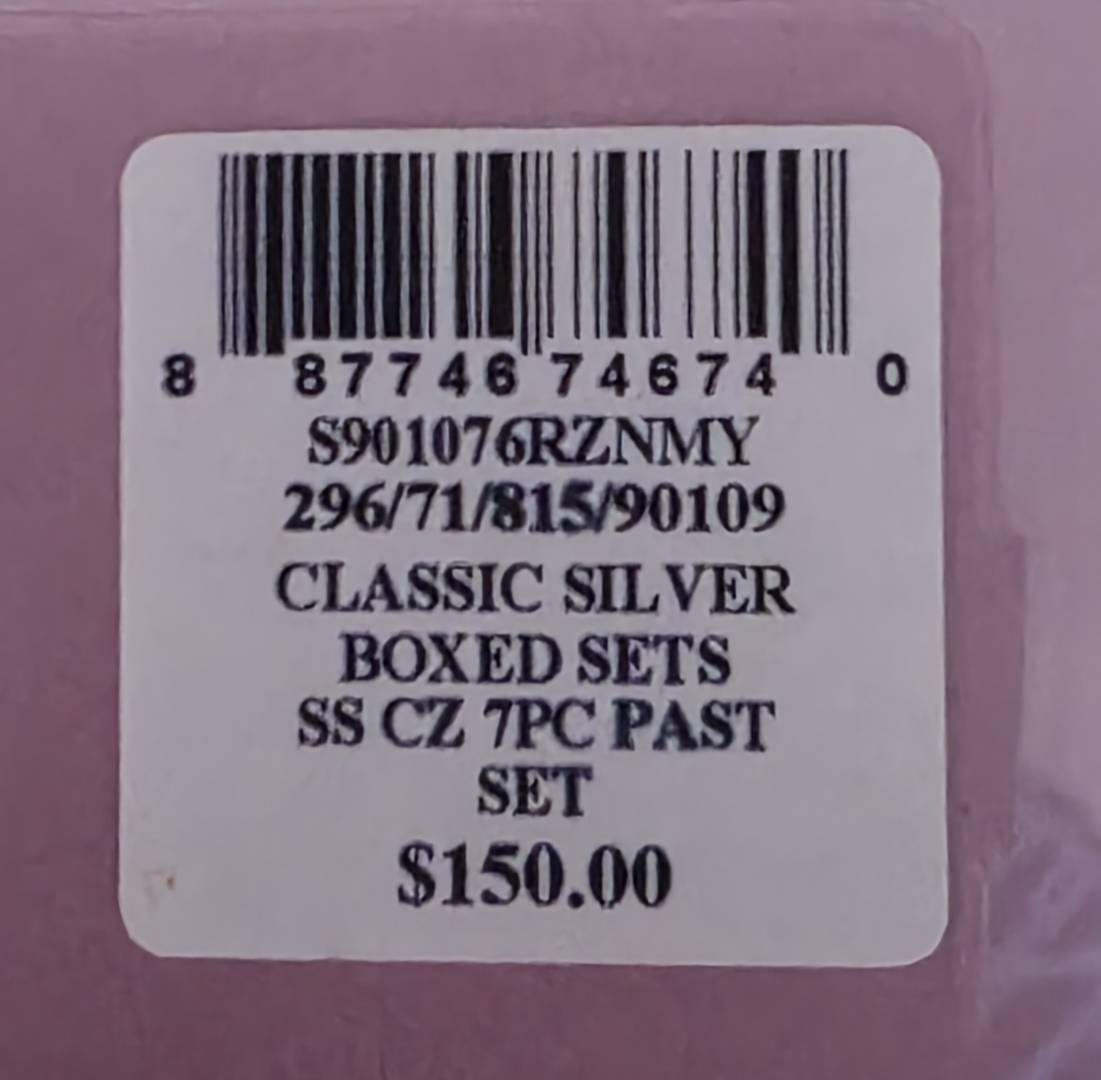 8 87746 74674 0
S901076RZNMY
296/71/815/90109
CLASSIC SILVER
BOXED SETS
SS CZ 7PC PAST
SET
$150.00